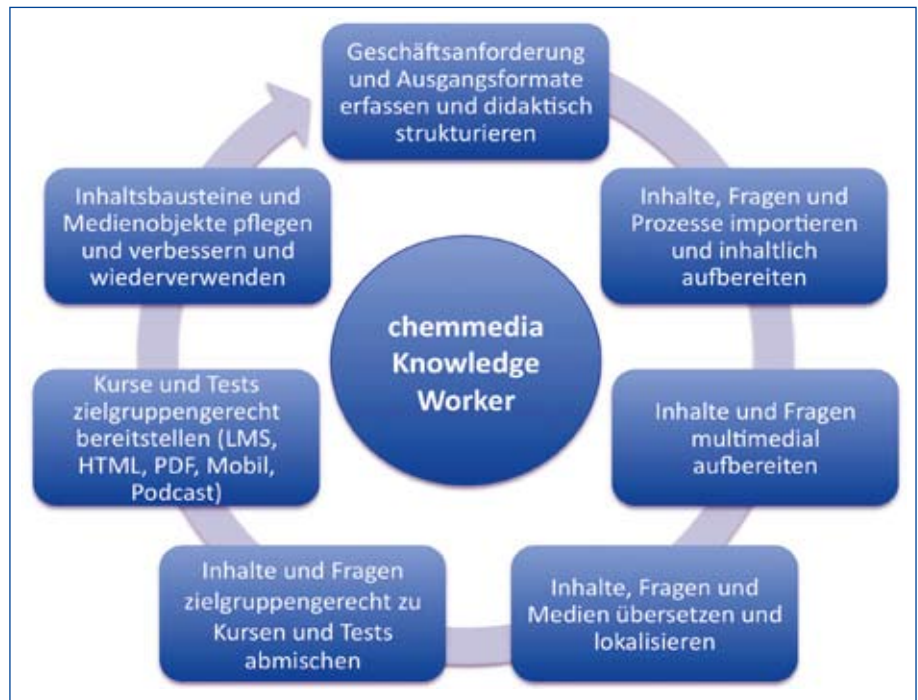 Geschäftsanforderung
und Ausgangsformate
erfassen und didaktisch
strukturieren
Inhalte, Fragen und
Prozesse importieren
und inhaltlich
aufbereiten
Inhalte und Fragen
multimedial
aufbereiten
Inhalte, Fragen und
Medien übersetzen und
lokalisieren
Inhalte und Fragen
zielgruppengerecht zu
Kursen und Tests
abmischen
Kurse und Tests
zielgruppengerecht
bereitstellen (LMS,
HTML, PDF, Mobil,
Podcast)
Inhaltsbausteine und
Medienobjekte pflegen
und verbessern und
wiederverwenden
chemmedia
Knowledge
Worker